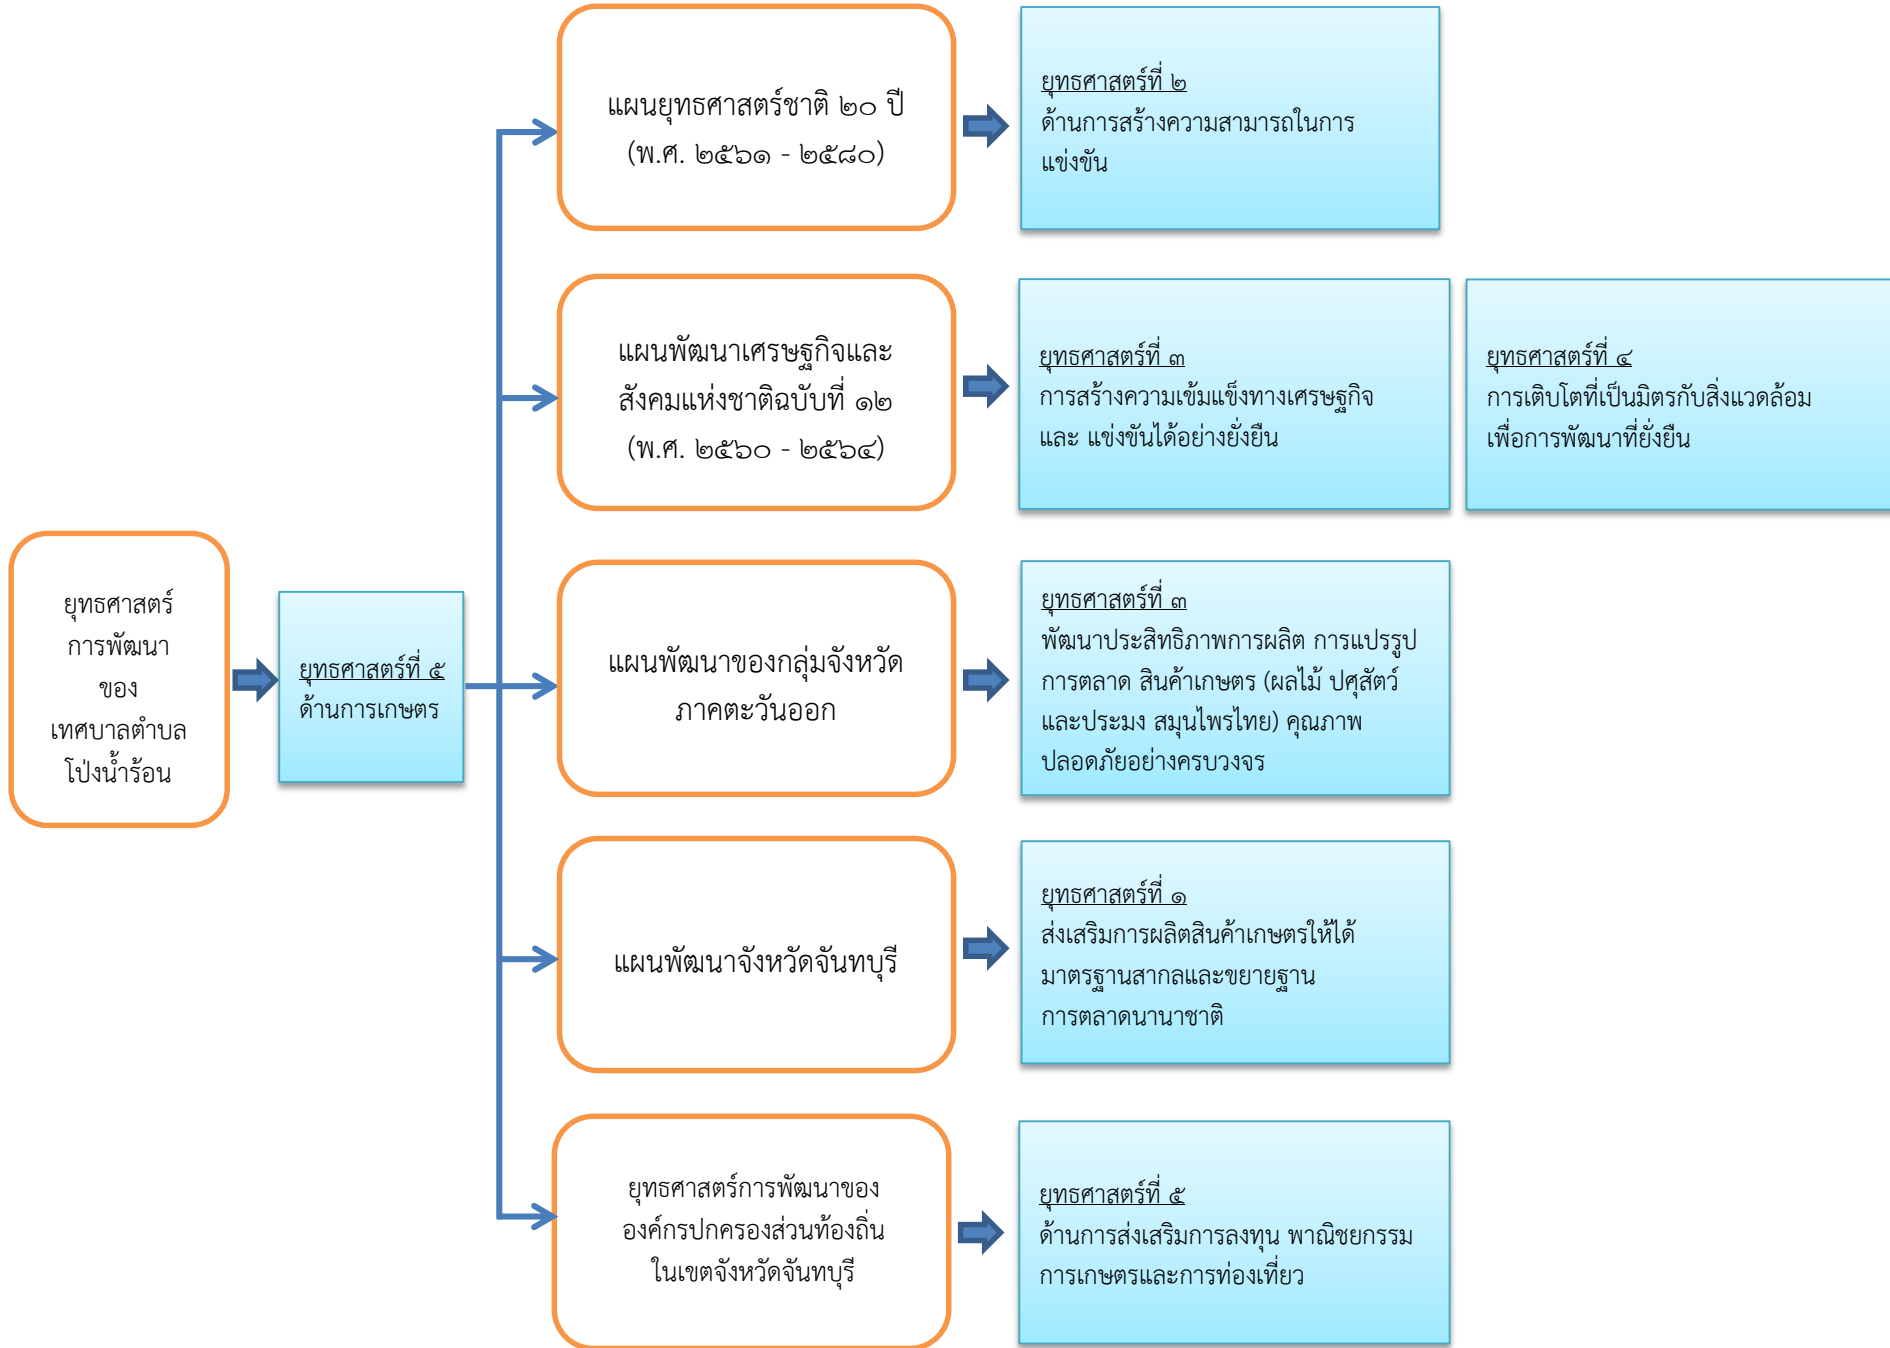 แผนยุทธศาสตร์ชาติ ๒๐ ปี
(พ.ศ. ๒๕๖๑ - ๒๕๘๐)
ยุทธศาสตร์ที่ ๒
ด้านการสร้างความสามารถในการ
แข่งขัน
แผนพัฒนาเศรษฐกิจและ
สังคมแห่งชาติฉบับที่ ๑๒
(พ.ศ. ๒๕๖๐ - ๒๕๖๔)
ยุทธศาสตร์ที่ ๓
การสร้างความเข้มแข็งทางเศรษฐกิจ
และ แข่งขันได้อย่างยั่งยืน
ยุทธศาสตร์ที่ ๔
การเติบโตที่เป็นมิตรกับสิ่งแวดล้อม
เพื่อการพัฒนาที่ยั่งยืน
ยุทธศาสตร์
การพัฒนา
ของ
เทศบาลตำบล
โป่งน้ำร้อน
ยุทธศาสตร์ที่ ๕
ด้านการเกษตร
แผนพัฒนาของกลุ่มจังหวัด
ภาคตะวันออก
ยุทธศาสตร์ที่ ๓
พัฒนาประสิทธิภาพการผลิต การแปรรูป
การตลาด สินค้าเกษตร (ผลไม้ ปศุสัตว์
และประมง สมุนไพรไทย) คุณภาพ
ปลอดภัยอย่างครบวงจร
แผนพัฒนาจังหวัดจันทบุรี
ยุทธศาสตร์ที่ ๑
ส่งเสริมการผลิตสินค้าเกษตรให้ได้
มาตรฐานสากลและขยายฐาน
การตลาดนานาชาติ
ยุทธศาสตร์การพัฒนาของ
องค์กรปกครองส่วนท้องถิ่น
ในเขตจังหวัดจันทบุรี
ยุทธศาสตร์ที่ ๕
ด้านการส่งเสริมการลงทุน พาณิชยกรรม
การเกษตรและการท่องเที่ยว